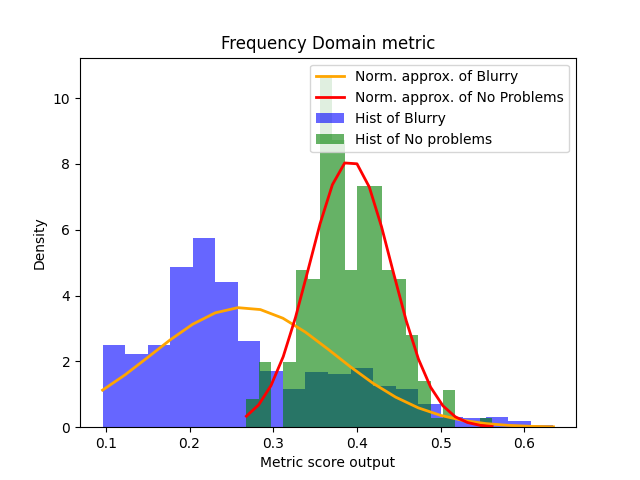 Frequency Domain metric
Norm. approx. of Blurry
Norm. approx. of No Problems
Hist of Blurry
Hist of No problems
Density
10
8
6
4
2
0
0.1 0.2 0.3 0.4 0.5 0.6
Metric score output